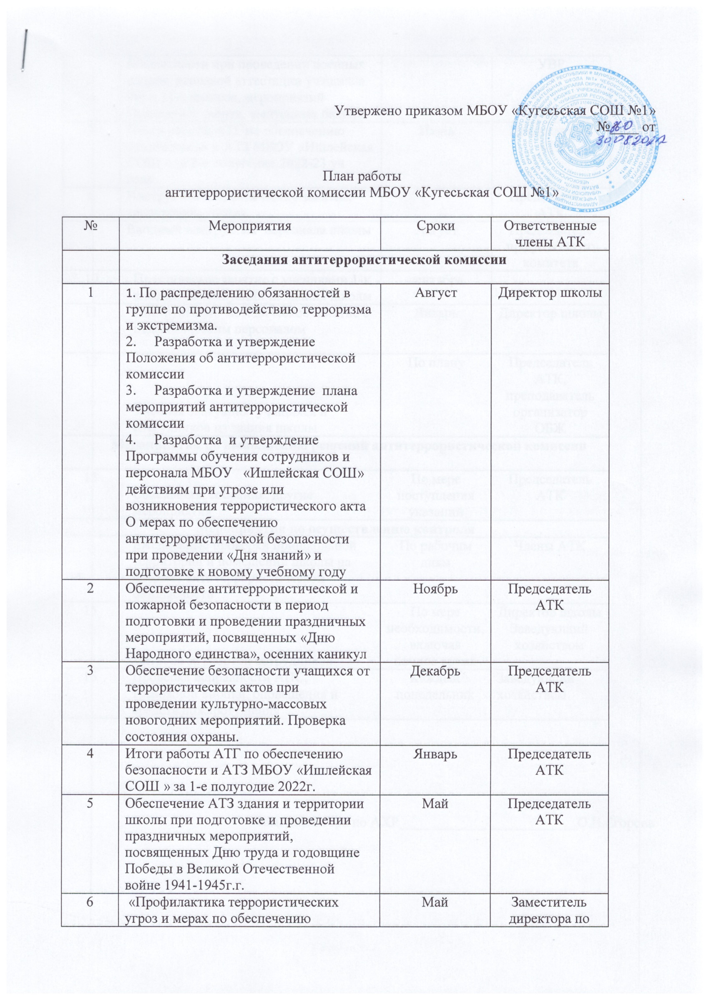 Утвержено приказом МБОУ «Кугесьская СОШ №1»
№ от
План работы
антитеррористической комиссии МБОУ «Кугесьская СОШ №1»
№ Мероприятия Сроки Ответственные
члены АТК
Заседания антитеррористической комиссии
1 1. По распределению обязанностей в Август Директор школы
группе по противодействию терроризма
и экстремизма.
2. Разработка и утверждение
Положения об антитеррористической
комиссии
3. Разработка и утверждение плана
мероприятий антитеррористической
комиссии
4. Разработка и утверждение
Программы обучения сотрудников и
персонала МБОУ «Ишлейская СОШ»
действиям при угрозе или
возникновения террористического акта
О мерах по обеспечению
антитеррористической безопасности
при проведении «Дня знаний» и
подготовке к новому учебному году
2 Обеспечение антитеррористической и Ноябрь Председатель
пожарной безопасности в период АТК
подготовки и проведении праздничных
мероприятий, посвященных «Дню
Народного единства», осенних каникул
3 Обеспечение безопасности учащихся от Декабрь Председатель
террористических актов при АТК
проведении культурно-массовых
новогодних мероприятий. Проверка
состояния охраны.
4 Итоги работы АТГ по обеспечению Январь Председатель
безопасности и АТЗ МБОУ «Ишлейская АТК
СОШ » за 1-е полугодие 2022г.
5 Обеспечение АТЗ здания и территории Май Председатель
школы при подготовке и проведении АТК
праздничных мероприятий,
посвященных Дню труда и годовщине
Победы в Великой Отечественной
войне 1941-1945г.г.
6 «Профилактика террористических Май Заместитель
угроз и мерах по обеспечению директора по